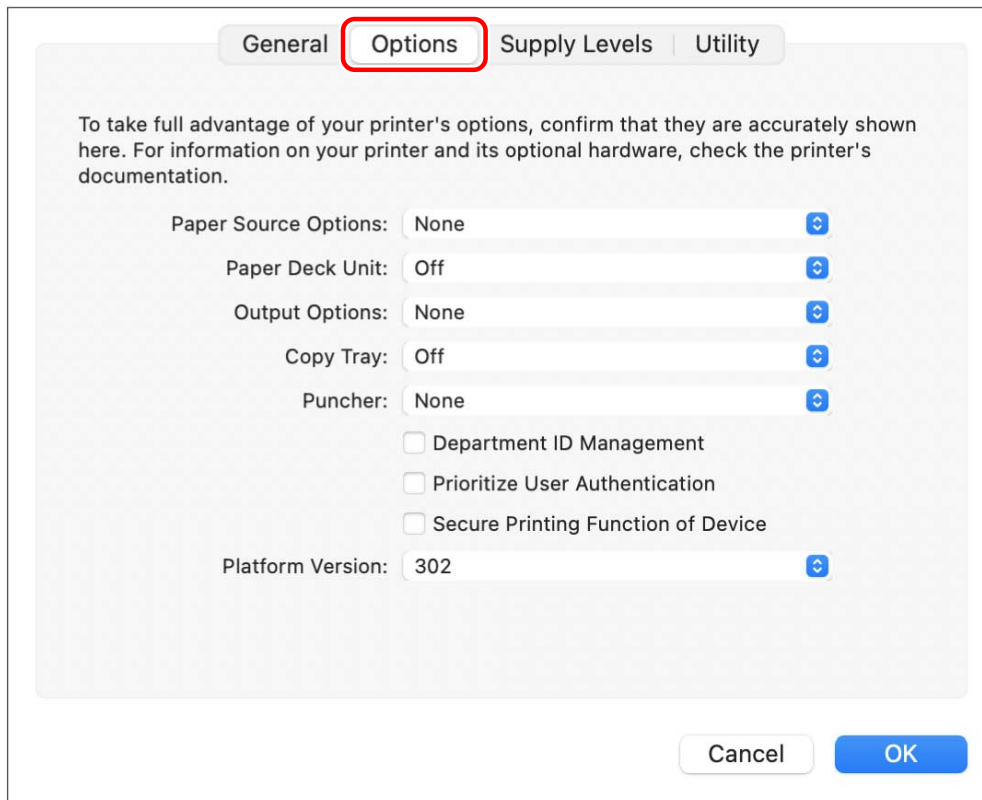 General Options Supply Levels Utility
To take full advantage of your printer's options, confirm that they are accurately shown
here. For information on your printer and its optional hardware, check the printer's
documentation.
Paper Source Options: None
Paper Deck Unit: Off
Output Options: None
Copy Tray: Off
Puncher: None
Department ID Management
Prioritize User Authentication
Secure Printing Function of Device
Platform Version: 302
Cancel OK